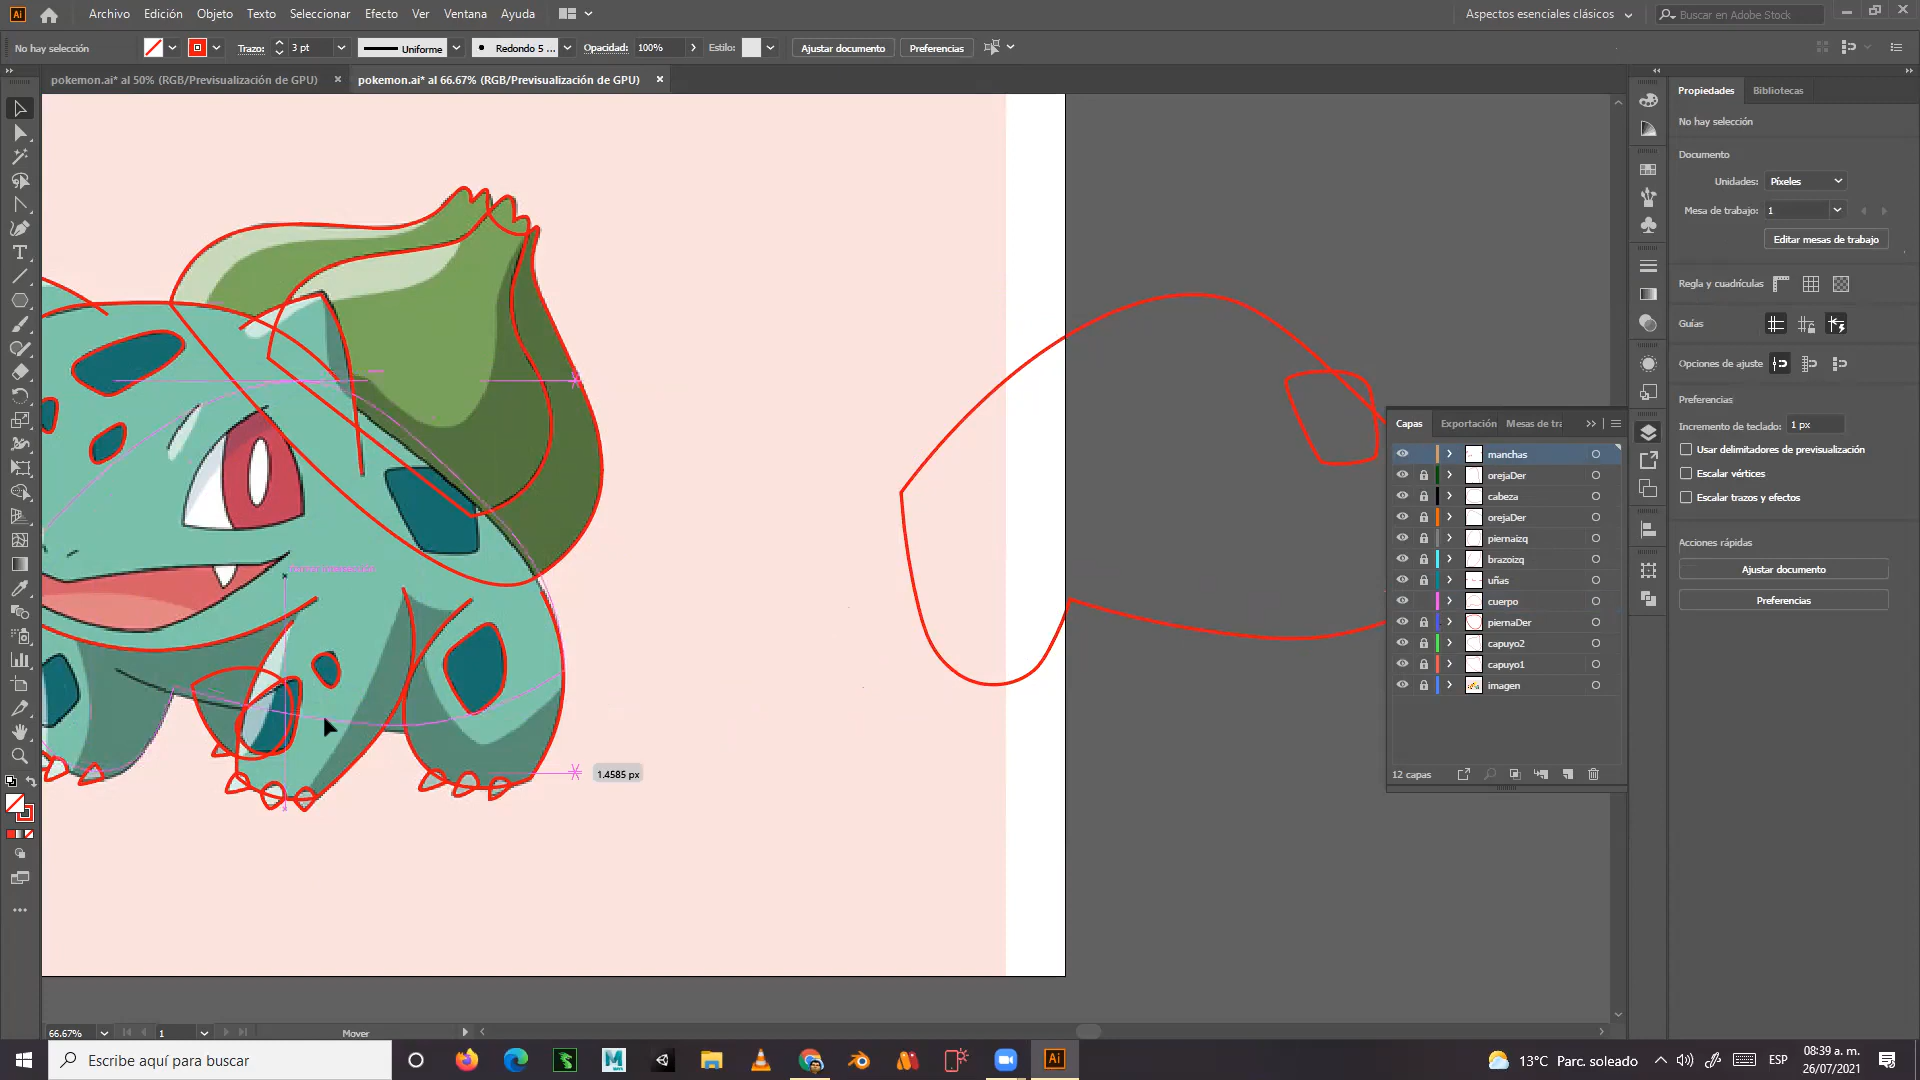 Ai Archivo Edición Objeto Texto Seleccionar Efecto Ver Ventana Ayuda Aspectos esenciales clásicos Buscar en Adobe Stock
No hay selección Trazo: 3 pt Uniforme Redondo 5 ... Opacidad: 100% Estilo: Ajustar documento Preferencias
pokemon.ai* al 50% (RGB/Previsualización de GPU) × pokemon.ai* al 66.67% (RGB/Previsualización de GPU) ×
Propiedades Bibliotecas
No hay selección
Documento
Unidades: Píxeles
Mesa de trabajo: 1
Editar mesas de trabajo
Regla y cuadrículas
Guías
Opciones de ajuste
Preferencias
Incremento de teclado: 1 px
Usar delimitadores de previsualización
Escalar vértices
Escalar trazos y efectos
Acciones rápidas
Ajustar documento
Preferencias
Capas Exportación Mesas de tra
manchas
orejaDer
cabeza
orejaDer
piernaizq
brazoizq
uñas
cuerpo
piernaDer
capuyo2
capuyo1
imagen
12 capas
1.4585 px
66.67% 1 Mover
Escribe aquí para buscar
Ai
13°C Parc. soleado ESP
08:39 a. m.
26/07/2021